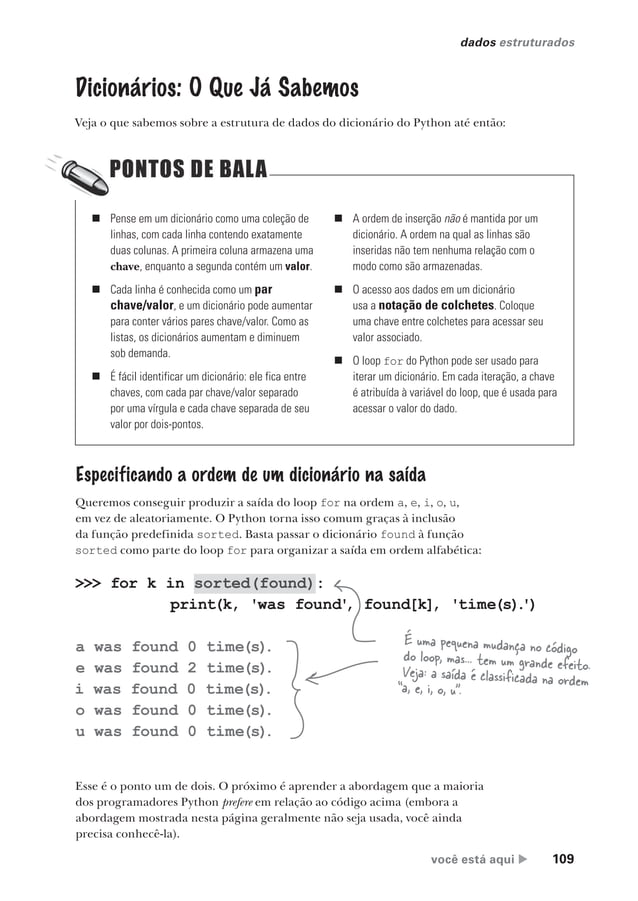 dados estruturados
Dicionários: O Que Já Sabemos
Veja o que sabemos sobre a estrutura de dados do dicionário do Python até então:
PONTOS DE BALA
■ Pense em um dicionário como uma coleção de
linhas, com cada linha contendo exatamente
duas colunas. A primeira coluna armazena uma
chave, enquanto a segunda contém um valor.
■ Cada linha é conhecida como um par
chave/valor, e um dicionário pode aumentar
para conter vários pares chave/valor. Como as
listas, os dicionários aumentam e diminuem
sob demanda.
■ É fácil identificar um dicionário: ele fica entre
chaves, com cada par chave/valor separado
por uma vírgula e cada chave separada de seu
valor por dois-pontos.
■ A ordem de inserção não é mantida por um
dicionário. A ordem na qual as linhas são
inseridas não tem nenhuma relação com o
modo como são armazenadas.
■ O acesso aos dados em um dicionário
usa a notação de colchetes. Coloque
uma chave entre colchetes para acessar seu
valor associado.
■ O loop for do Python pode ser usado para
iterar um dicionário. Em cada iteração, a chave
é atribuída à variável do loop, que é usada para
acessar o valor do dado.
Especificando a ordem de um dicionário na saída
Queremos conseguir produzir a saída do loop for na ordem a, e, i, o, u,
em vez de aleatoriamente. O Python torna isso comum graças à inclusão
da função predefinida sorted. Basta passar o dicionário found à função
sorted como parte do loop for para organizar a saída em ordem alfabética:
>>> for k in sorted(found):
print(k, 'was found', found[k], 'time(s).')
a was found 0 time(s).
e was found 2 time(s).
i was found 0 time(s).
o was found 0 time(s).
u was found 0 time(s).
É uma pequena mudança no código
do loop, mas... tem um grande efeito.
Veja: a saída é classificada na ordem
"a, e, i, o, u".
Esse é o ponto um de dois. O próximo é aprender a abordagem que a maioria
dos programadores Python prefere em relação ao código acima (embora a
abordagem mostrada nesta página geralmente não seja usada, você ainda
precisa conhecê-la).
você está aqui ▶ 109